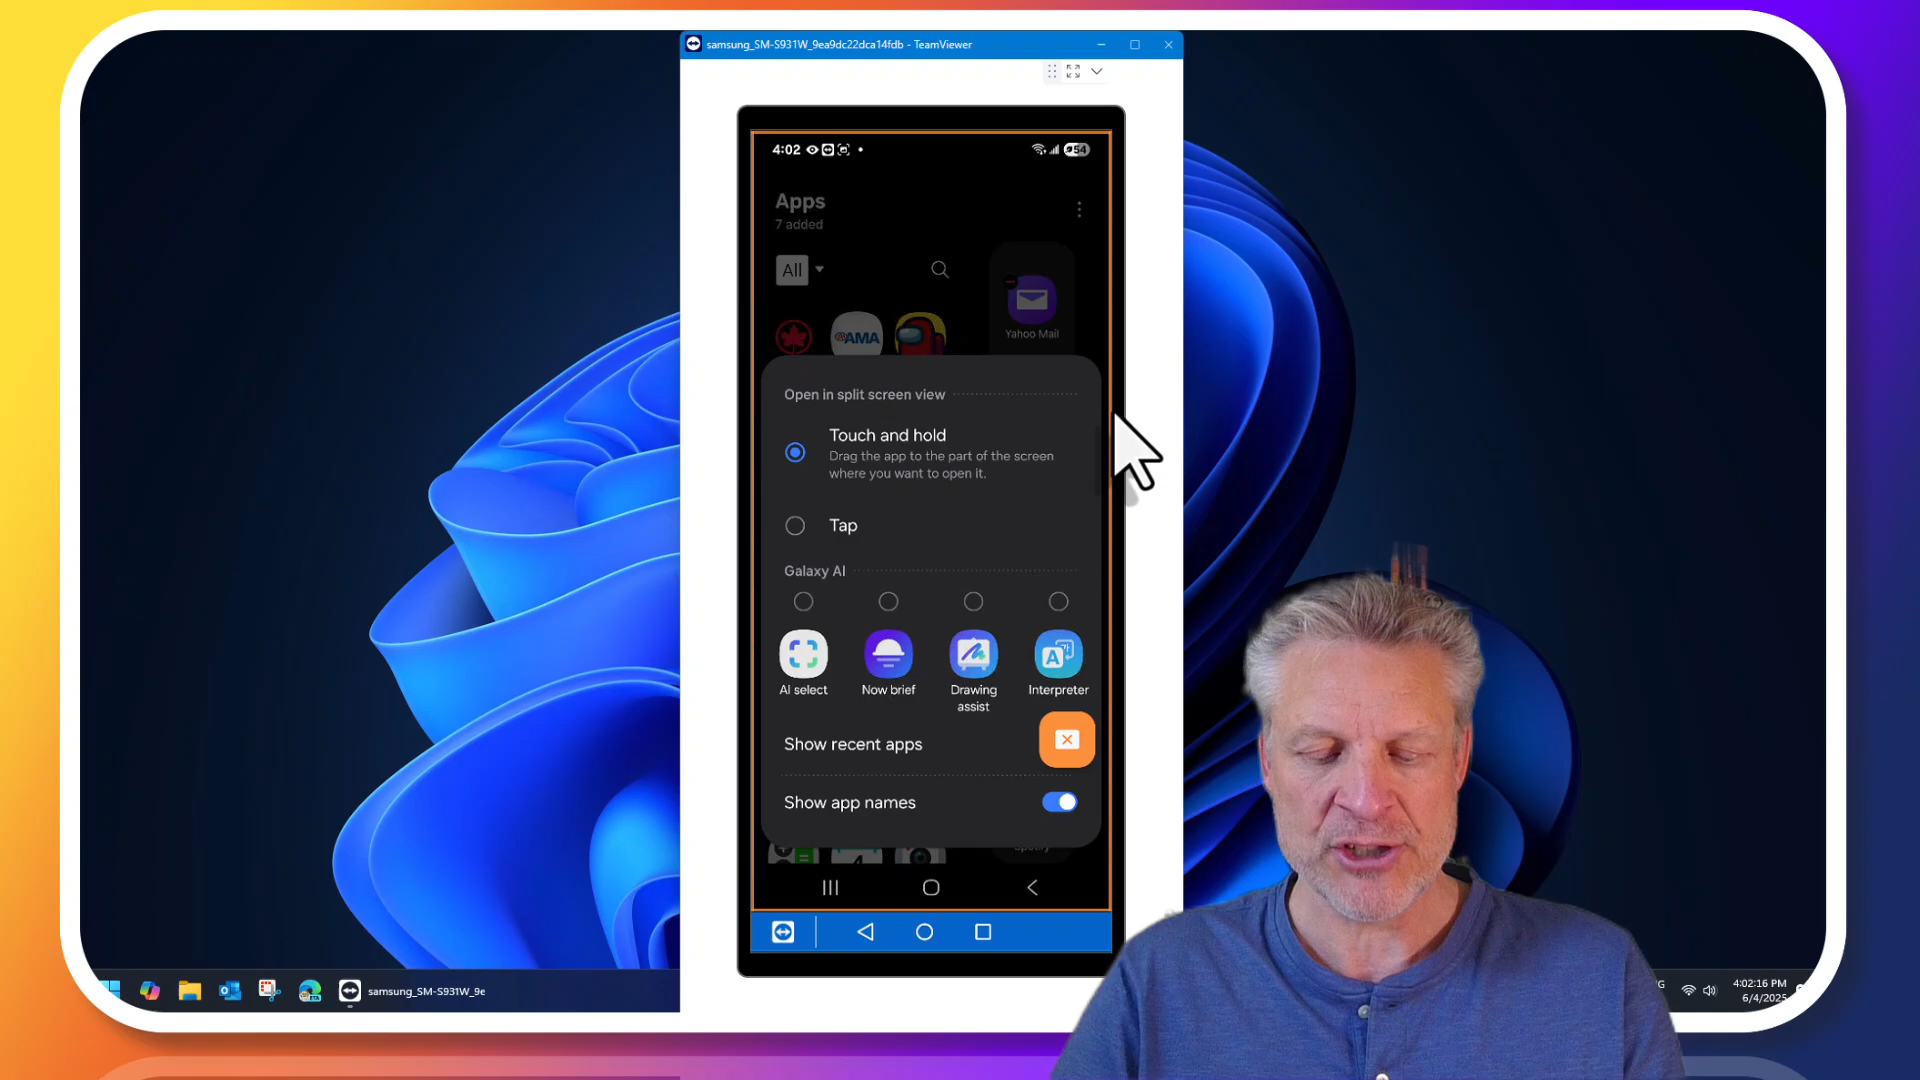 samsung_SM-S931W_9ea9dc22dca14fdb - TeamViewer
4:02
54
Apps
7 added
All
AMA
Yahoo Mail
Open in split screen view
Touch and hold
Drag the app to the part of the screen
where you want to open it.
Tap
Galaxy AI
AI select
Now brief
Drawing
assist
Interpreter
Show recent apps
Show app names
Spotify
samsung_SM-S931W_9e
4:02:16 PM
6/4/2025